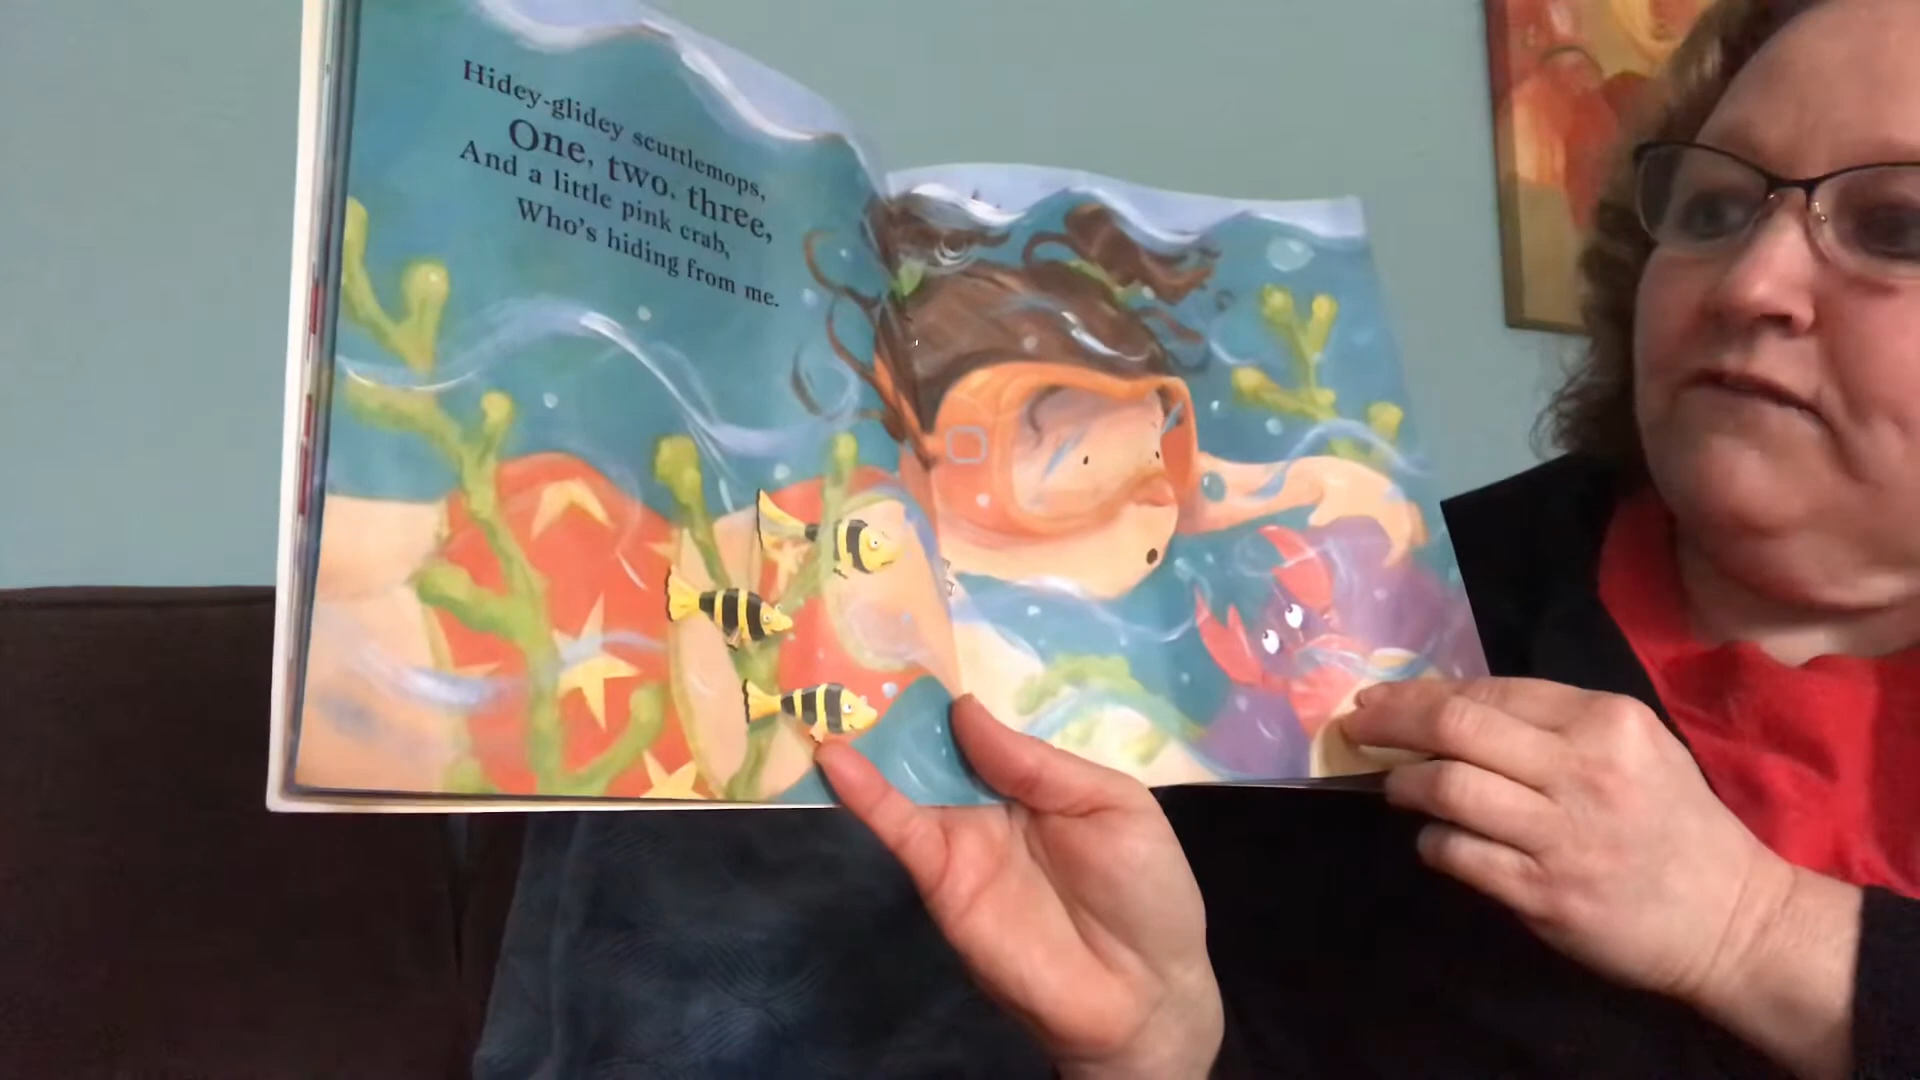 Hidey-glidey scuttlemops,
One, two, three,
And a little pink crab,
Who's hiding from me.